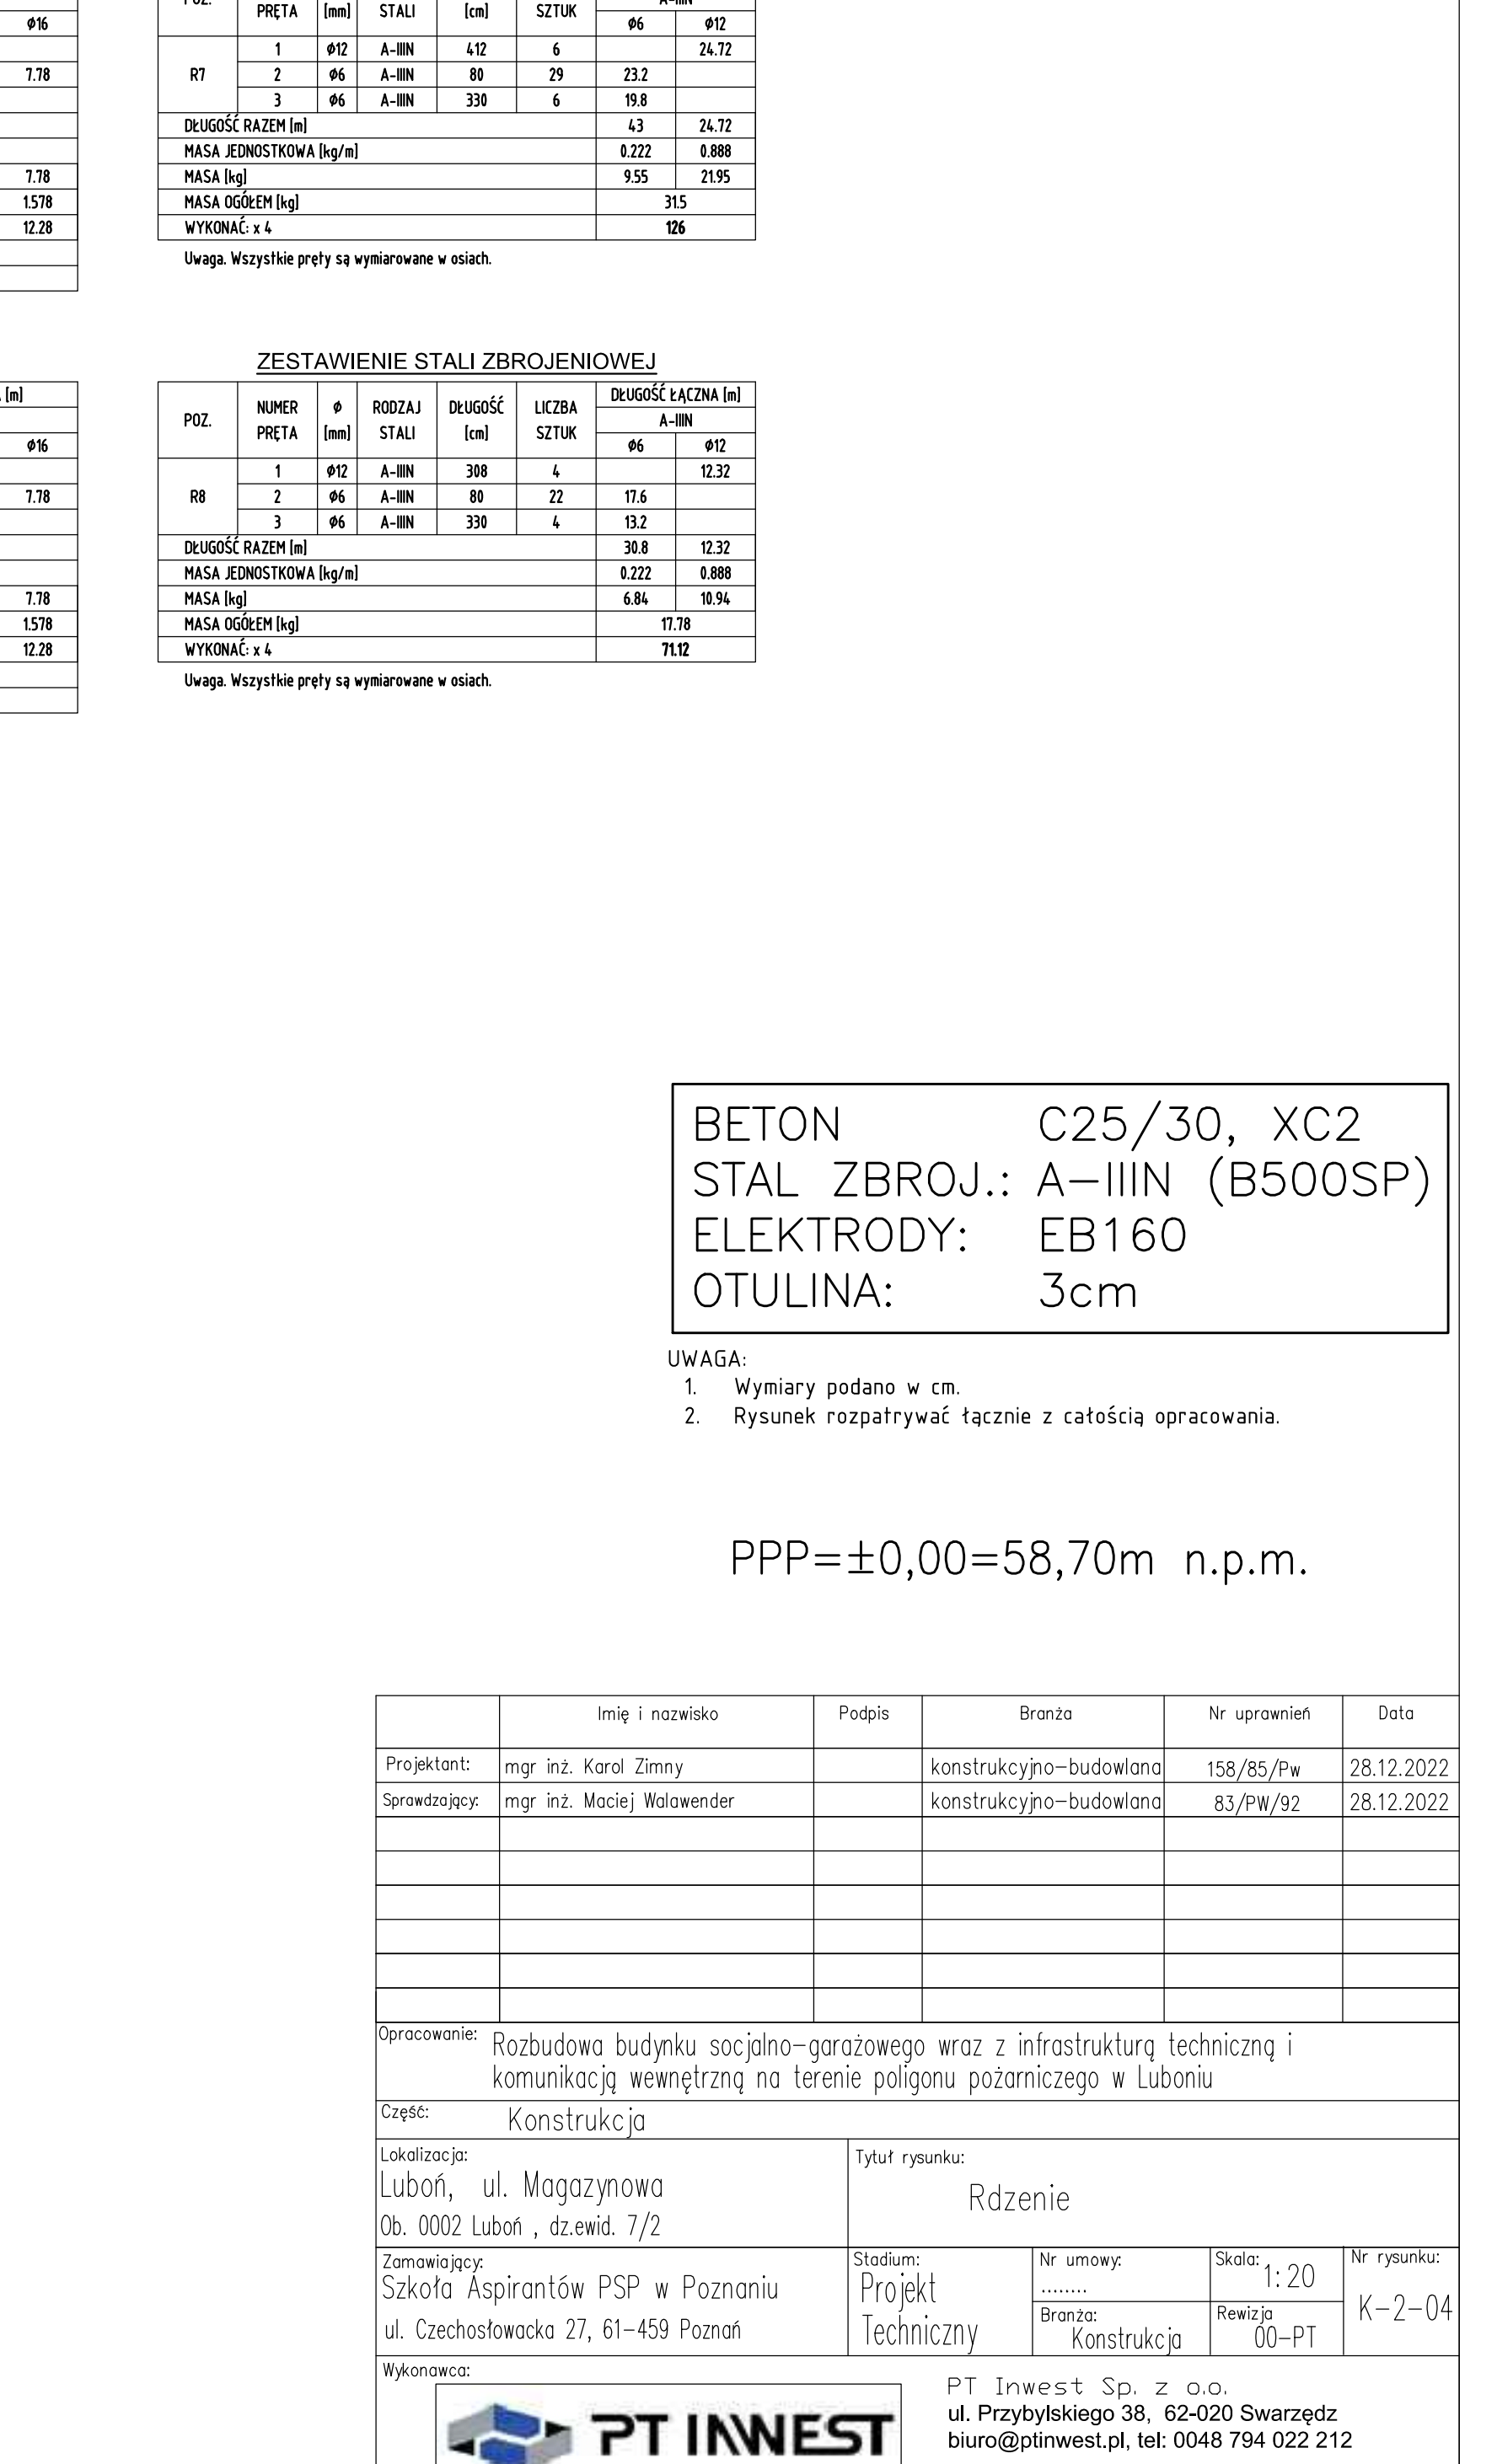 POZ. PRĘTA [mm] STALI [cm] SZTUK A-IIIN
Ø6 Ø12
1 Ø12 A-IIIN 412 6 24.72
R7 2 Ø6 A-IIIN 80 29 23.2
3 Ø6 A-IIIN 330 6 19.8
DŁUGOŚĆ RAZEM [m] 43 24.72
MASA JEDNOSTKOWA [kg/m] 0.222 0.888
MASA [kg] 9.55 21.95
MASA OGÓŁEM [kg] 31.5
WYKONAĆ: x 4 126
Uwaga. Wszystkie pręty są wymiarowane w osiach.
Ø16
7.78
7.78
1.578
12.28
ZESTAWIENIE STALI ZBROJENIOWEJ
POZ. NUMER PRĘTA Ø [mm] RODZAJ STALI DŁUGOŚĆ [cm] LICZBA SZTUK DŁUGOŚĆ ŁĄCZNA [m]
A-IIIN
Ø6 Ø12
1 Ø12 A-IIIN 308 4 12.32
R8 2 Ø6 A-IIIN 80 22 17.6
3 Ø6 A-IIIN 330 4 13.2
DŁUGOŚĆ RAZEM [m] 30.8 12.32
MASA JEDNOSTKOWA [kg/m] 0.222 0.888
MASA [kg] 6.84 10.94
MASA OGÓŁEM [kg] 17.78
WYKONAĆ: x 4 71.12
Uwaga. Wszystkie pręty są wymiarowane w osiach.
[m]
Ø16
7.78
7.78
1.578
12.28
BETON C25/30, XC2
STAL ZBROJ.: A-IIIN (B500SP)
ELEKTRODY: EB160
OTULINA: 3cm
UWAGA:
1. Wymiary podano w cm.
2. Rysunek rozpatrywać łącznie z całością opracowania.
PPP=±0,00=58,70m n.p.m.
Imię i nazwisko Podpis Branża Nr uprawnień Data
Projektant: mgr inż. Karol Zimny konstrukcyjno-budowlana 158/85/Pw 28.12.2022
Sprawdzający: mgr inż. Maciej Walawender konstrukcyjno-budowlana 83/PW/92 28.12.2022
Opracowanie: Rozbudowa budynku socjalno-garażowego wraz z infrastrukturą techniczną i
komunikacją wewnętrzną na terenie poligonu pożarniczego w Luboniu
Część: Konstrukcja
Lokalizacja:
Luboń, ul. Magazynowa
Ob. 0002 Luboń , dz.ewid. 7/2
Tytuł rysunku:
Rdzenie
Zamawiający:
Szkoła Aspirantów PSP w Poznaniu
ul. Czechosłowacka 27, 61-459 Poznań
Stadium:
Projekt
Techniczny
Nr umowy:
........
Branża:
Konstrukcja
Skala: 1:20
Rewizja
00-PT
Nr rysunku:
K-2-04
Wykonawca:
PT INWEST
PT Inwest Sp. z o.o.
ul. Przybylskiego 38, 62-020 Swarzędz
biuro@ptinwest.pl, tel: 0048 794 022 212